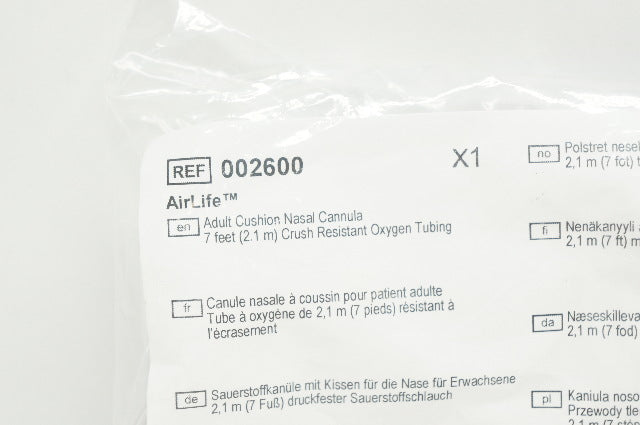 REF 002600 X1
AirLife™
en Adult Cushion Nasal Cannula
7 feet (2.1 m) Crush Resistant Oxygen Tubing
fr Canule nasale à coussin pour patient adulte
Tube à oxygène de 2,1 m (7 pieds) résistant à
l'écrasement
de Sauerstoffkanüle mit Kissen für die Nase für Erwachsene
2,1 m (7 Fuß) druckfester Sauerstoffschlauch
no Polstret
2,1 m (7 fot)
fi Nenäkanyyli
2,1 m (7 ft)
da
2,1 m (7 fod)
pl Kaniula
Przewody